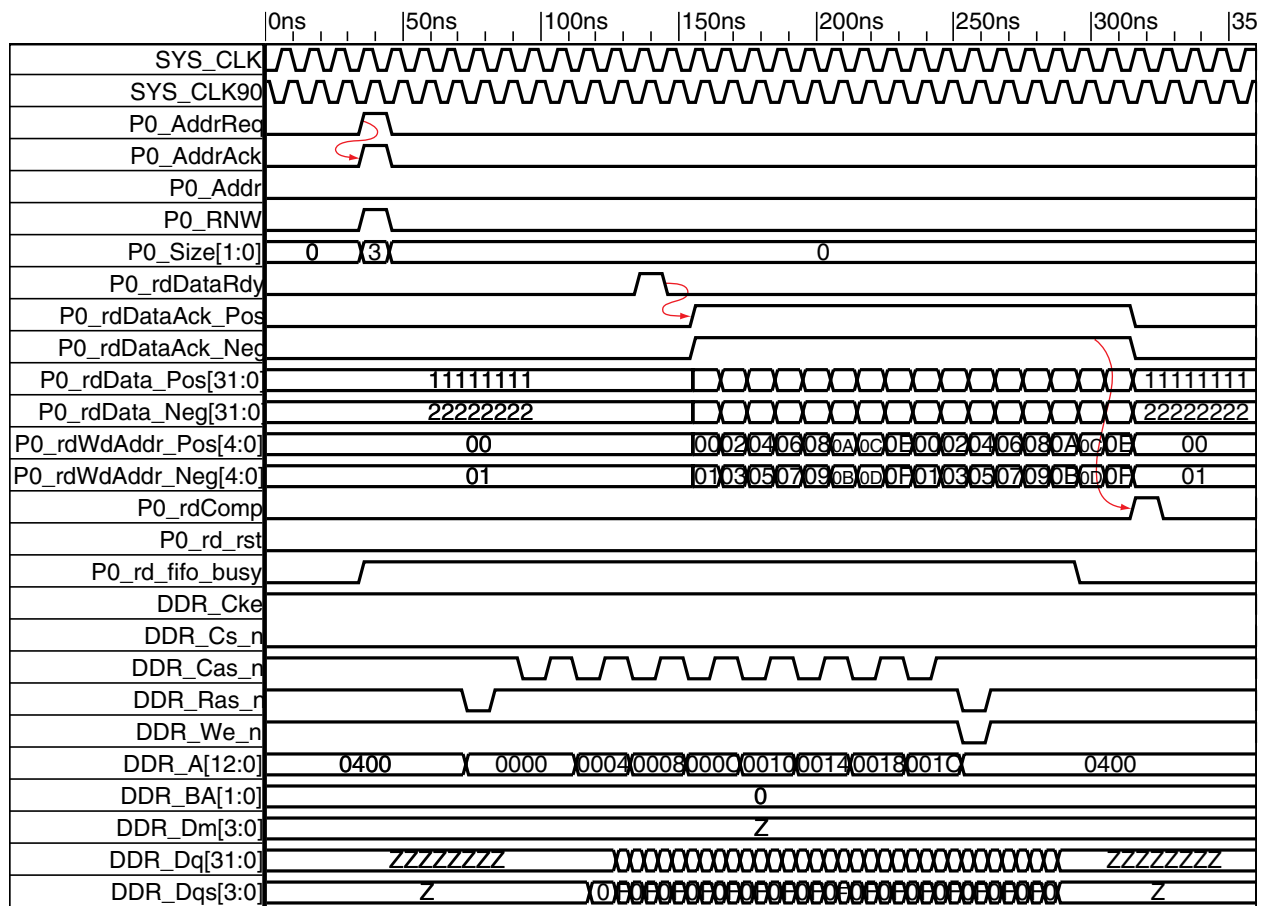 0ns 50ns 100ns 150ns 200ns 250ns 300ns 35
SYS_CLK
SYS_CLK90
P0_AddrReq
P0_AddrAck
P0_Addr
P0_RNW
P0_Size[1:0] 0 3 0
P0_rdDataRdy
P0_rdDataAck_Pos
P0_rdDataAck_Neg
P0_rdData_Pos[31:0] 11111111 11111111
P0_rdData_Neg[31:0 22222222 22222222
P0_rdWdAddr_Pos[4:0] 00 00 02 04 06 08 0A 0C 0E 00 02 04 06 08 0A 0C 0E 00
P0_rdWdAddr_Neg[4:0] 01 01 03 05 07 09 0B 0D 0F 01 03 05 07 09 0B 0D 0F 01
P0_rdComp
P0_rd_rst
P0_rd_fifo_busy
DDR_Cke
DDR_Cs_n
DDR_Cas_n
DDR_Ras_n
DDR_We_n
DDR_A[12:0] 0400 0000 0004 0008 000C 0010 0014 0018 001C 0400
DDR_BA[1:0] 0
DDR_Dm[3:0] Z
DDR_Dq[31:0] ZZZZZZZZ ZZZZZZZZ
DDR_Dqs[3:0] Z 0 Z